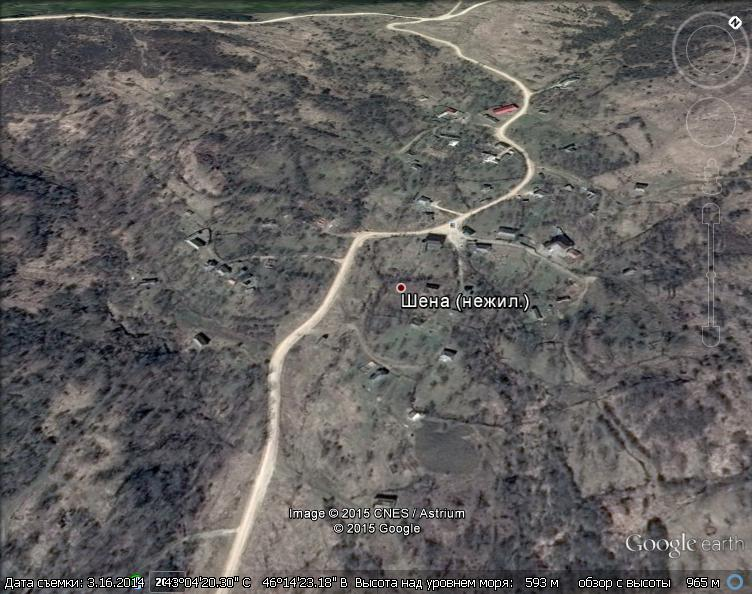 N
Шена (нежил.)
Image © 2015 CNES / Astrium
© 2015 Google
Google earth
Дата съемки: 3.16.2014 43°04'20.30" С 46°14'23.18" В Высота над уровнем моря: 593 м обзор с высоты 965 м